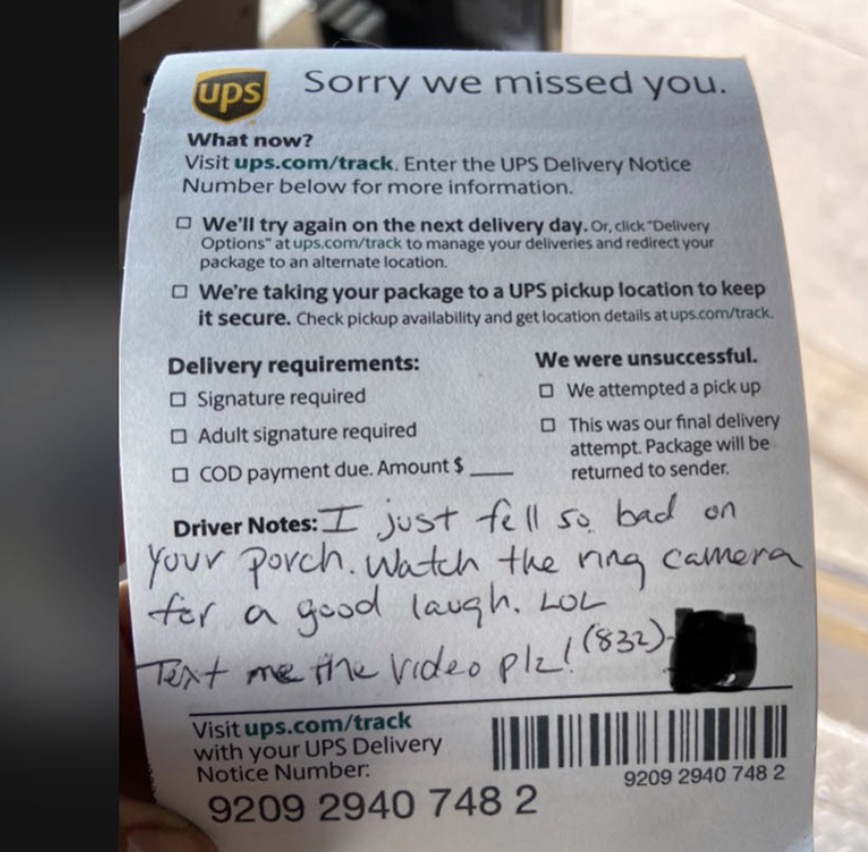 ups
Sorry we missed you.
What now?
Visit ups.com/track. Enter the UPS Delivery Notice
Number below for more information.
We'll try again on the next delivery day. Or, click "Delivery
Options" at ups.com/track to manage your deliveries and redirect your
package to an alternate location.
We're taking your package to a UPS pickup location to keep
it secure. Check pickup availability and get location details at ups.com/track.
Delivery requirements:
Signature required
Adult signature required
COD payment due. Amount $ ____
We were unsuccessful.
We attempted a pick up
This was our final delivery
attempt. Package will be
returned to sender.
Driver Notes: I just fell so bad on
your porch. Watch the ring camera
for a good laugh. LOL
Text me the video plz! (832)-
Visit ups.com/track
with your UPS Delivery
Notice Number:
9209 2940 748 2
9209 2940 748 2